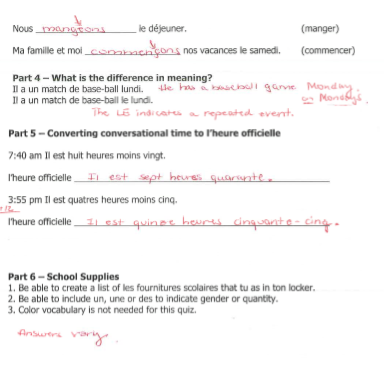 Nous mangeons le déjeuner. (manger)
Ma famille et moi commençons nos vacances le samedi. (commencer)
Part 4 – What is the difference in meaning?
Il a un match de base-ball lundi. He has a baseball game Monday.
Il a un match de base-ball le lundi. on Mondays.
The LE indicates a repeated event.
Part 5 – Converting conversational time to l'heure officielle
7:40 am Il est huit heures moins vingt.
l'heure officielle Il est sept heures quarante.
3:55 pm Il est quatres heures moins cinq.
l'heure officielle Il est quinze heures cinquante-cinq.
Part 6 – School Supplies
1. Be able to create a list of les fournitures scolaires that tu as in ton locker.
2. Be able to include un, une or des to indicate gender or quantity.
3. Color vocabulary is not needed for this quiz.
Answers vary.